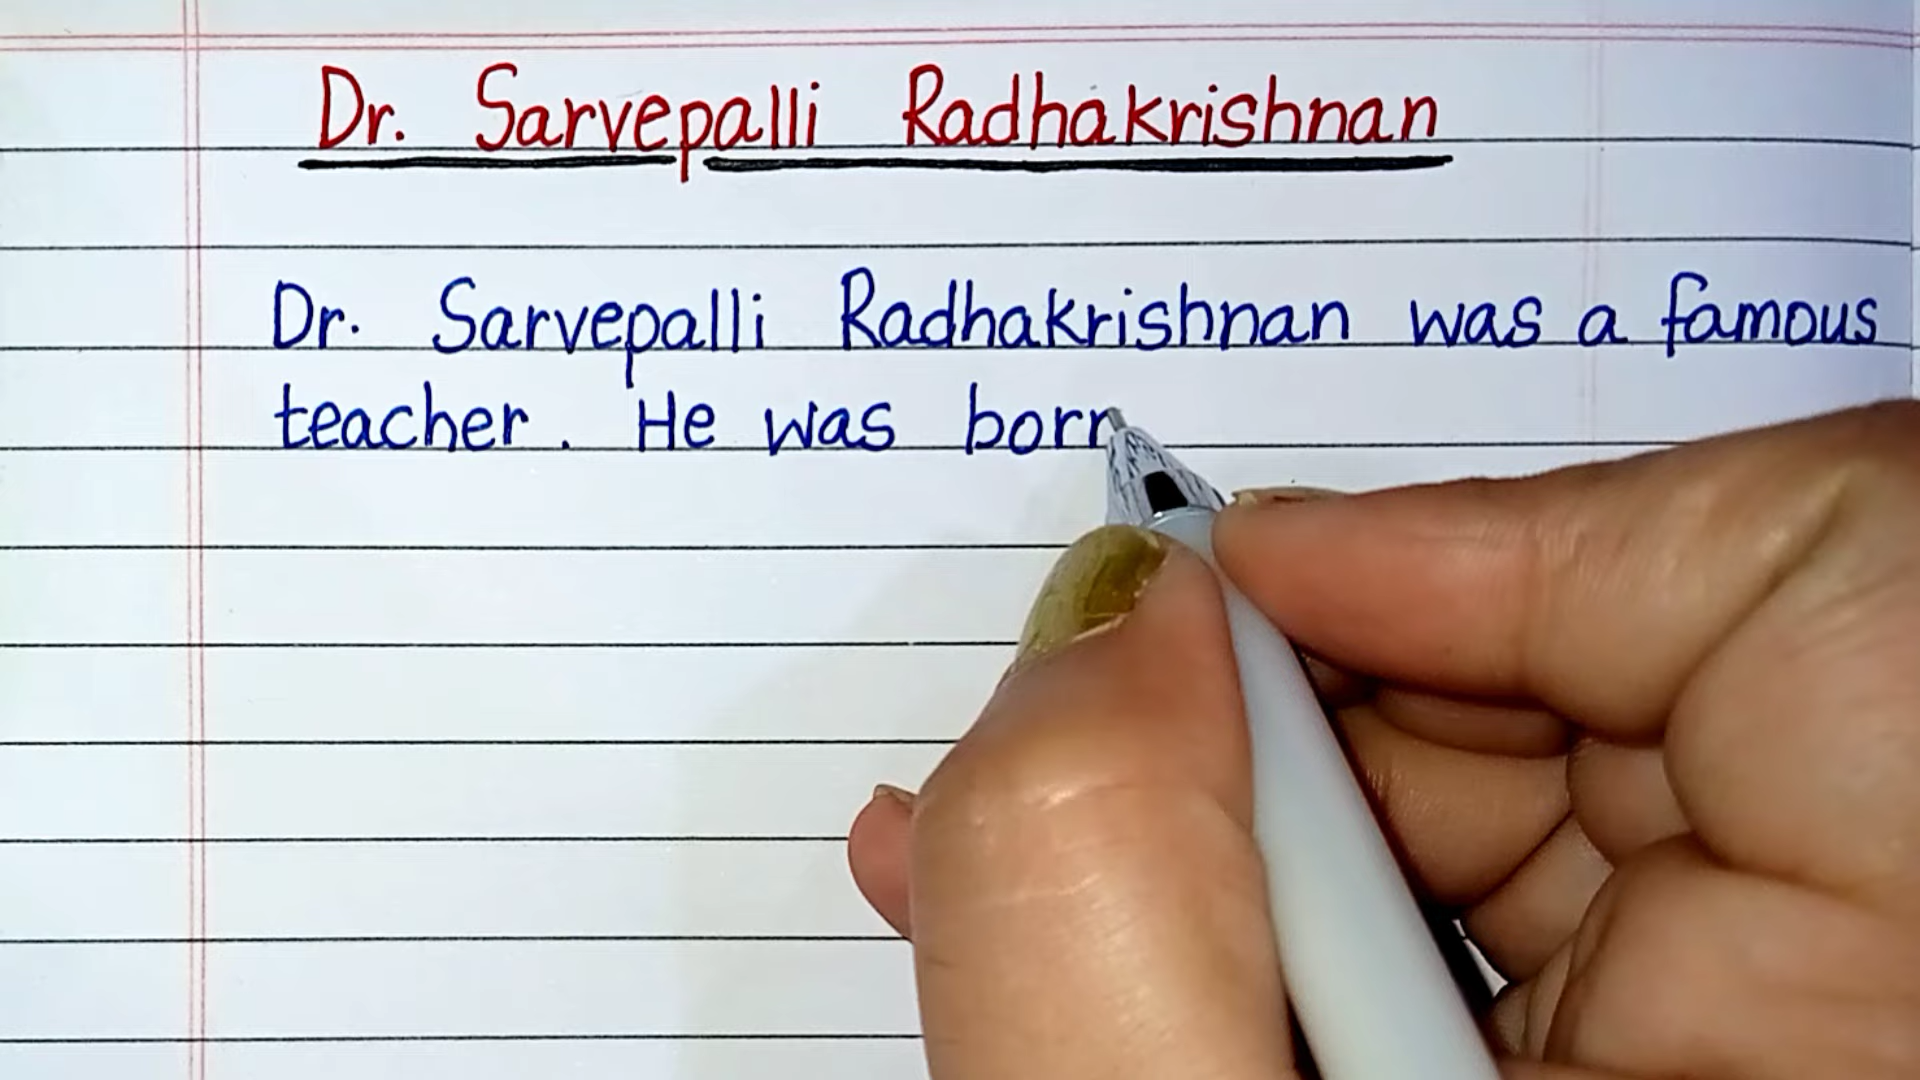 Dr. Sarvepalli Radhakrishnan
Dr. Sarvepalli Radhakrishnan was a famous
teacher. He was born